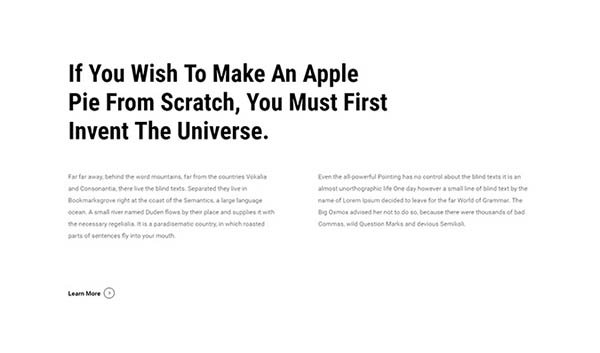 If You Wish To Make An Apple
Pie From Scratch, You Must First
Invent The Universe.
Far far away, behind the word mountains, far from the countries Vokalia
and Consonantia, there live the blind texts. Separated they live in
Bookmarksgrove right at the coast of the Semantics, a large language
ocean. A small river named Duden flows by their place and supplies it with
the necessary regelialia. It is a paradisematic country, in which roasted
parts of sentences fly into your mouth.
Even the all-powerful Pointing has no control about the blind texts it is an
almost unorthographic life One day however a small line of blind text by the
name of Lorem Ipsum decided to leave for the far World of Grammar. The
Big Oxmox advised her not to do so, because there were thousands of bad
Commas, wild Question Marks and devious Semikoli.
Learn More